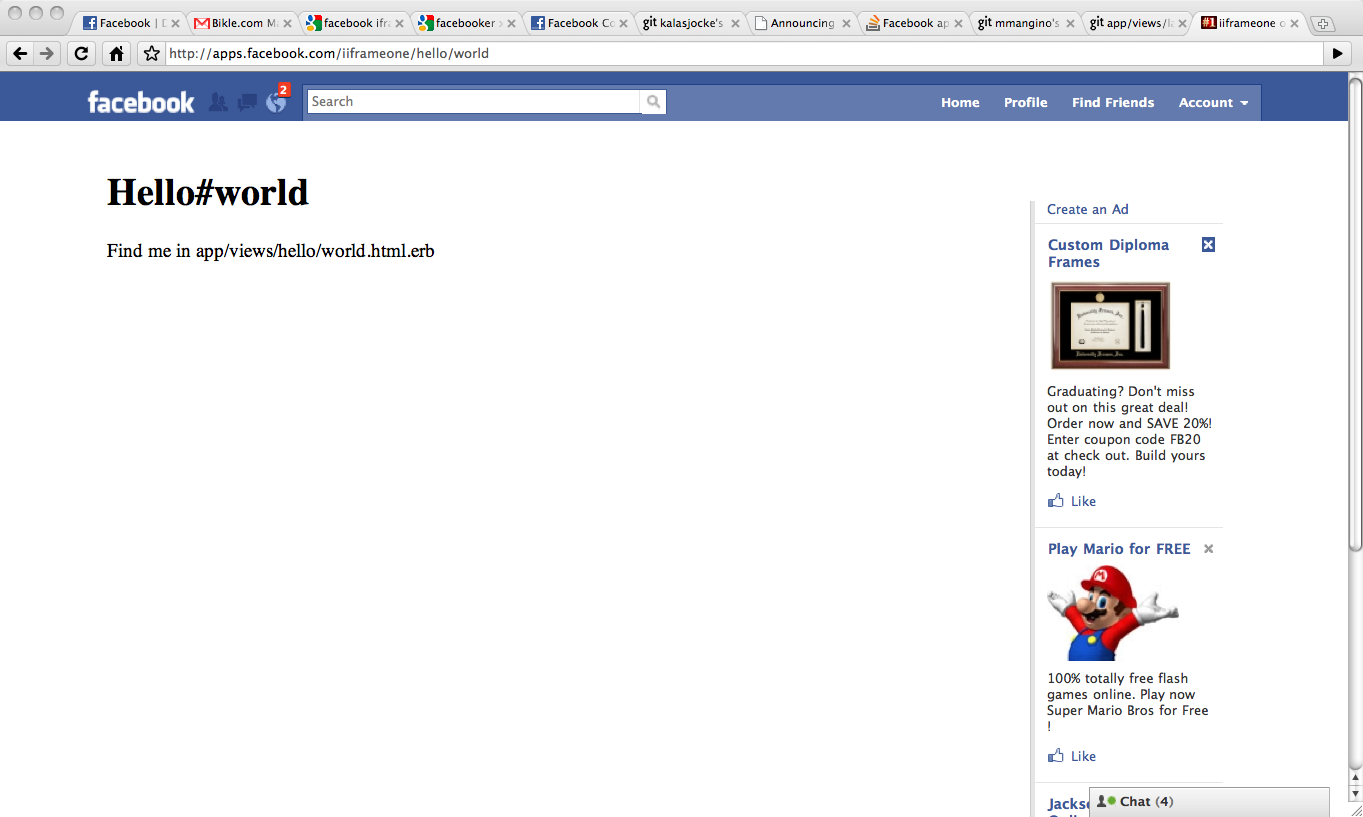 Facebook | D
Bikle.com Ma
facebook ifra
facebooker x
Facebook Co
git kalasjocke's
Announcing
Facebook ap
git mmangino's
git app/views/la
#1 iiframeone o
http://apps.facebook.com/iiframeone/hello/world
facebook
2
Search
Home Profile Find Friends Account
Hello#world
Find me in app/views/hello/world.html.erb
Create an Ad
Custom Diploma
Frames
Graduating? Don't miss
out on this great deal!
Order now and SAVE 20%!
Enter coupon code FB20
at check out. Build yours
today!
Like
Play Mario for FREE
M
100% totally free flash
games online. Play now
Super Mario Bros for Free
!
Like
Chat (4)